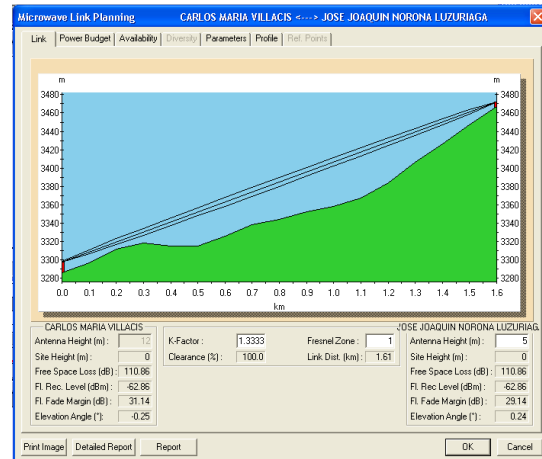 Microwave Link Planning CARLOS MARIA VILLACIS <---> JOSE JOAQUIN NORONA LUZURIAGA
Link Power Budget Availability Diversity Parameters Profile Ref. Points
m m
3480 3480
3460 3460
3440 3440
3420 3420
3400 3400
3380 3380
3360 3360
3340 3340
3320 3320
3300 3300
3280 3280
0.0 0.1 0.2 0.3 0.4 0.5 0.6 0.7 0.8 0.9 1.0 1.1 1.2 1.3 1.4 1.5 1.6
km
CARLOS MARIA VILLACIS JOSE JOAQUIN NORONA LUZURIAG
Antenna Height (m) : 12 K-Factor : 1.3333 Fresnel Zone : 1 Antenna Height (m) : 5
Site Height (m) : 0 Clearance (%) : 100.0 Link Dist. (km) : 1.61 Site Height (m) : 0
Free Space Loss (dB) : 110.86 Free Space Loss (dB) : 110.86
Fl. Rec. Level (dBm) : -62.86 Fl. Rec. Level (dBm) : -62.86
Fl. Fade Margin (dB) : 31.14 Fl. Fade Margin (dB) : 29.14
Elevation Angle (°): -0.25 Elevation Angle (°) : 0.24
Print Image Detailed Report Report OK Cancel